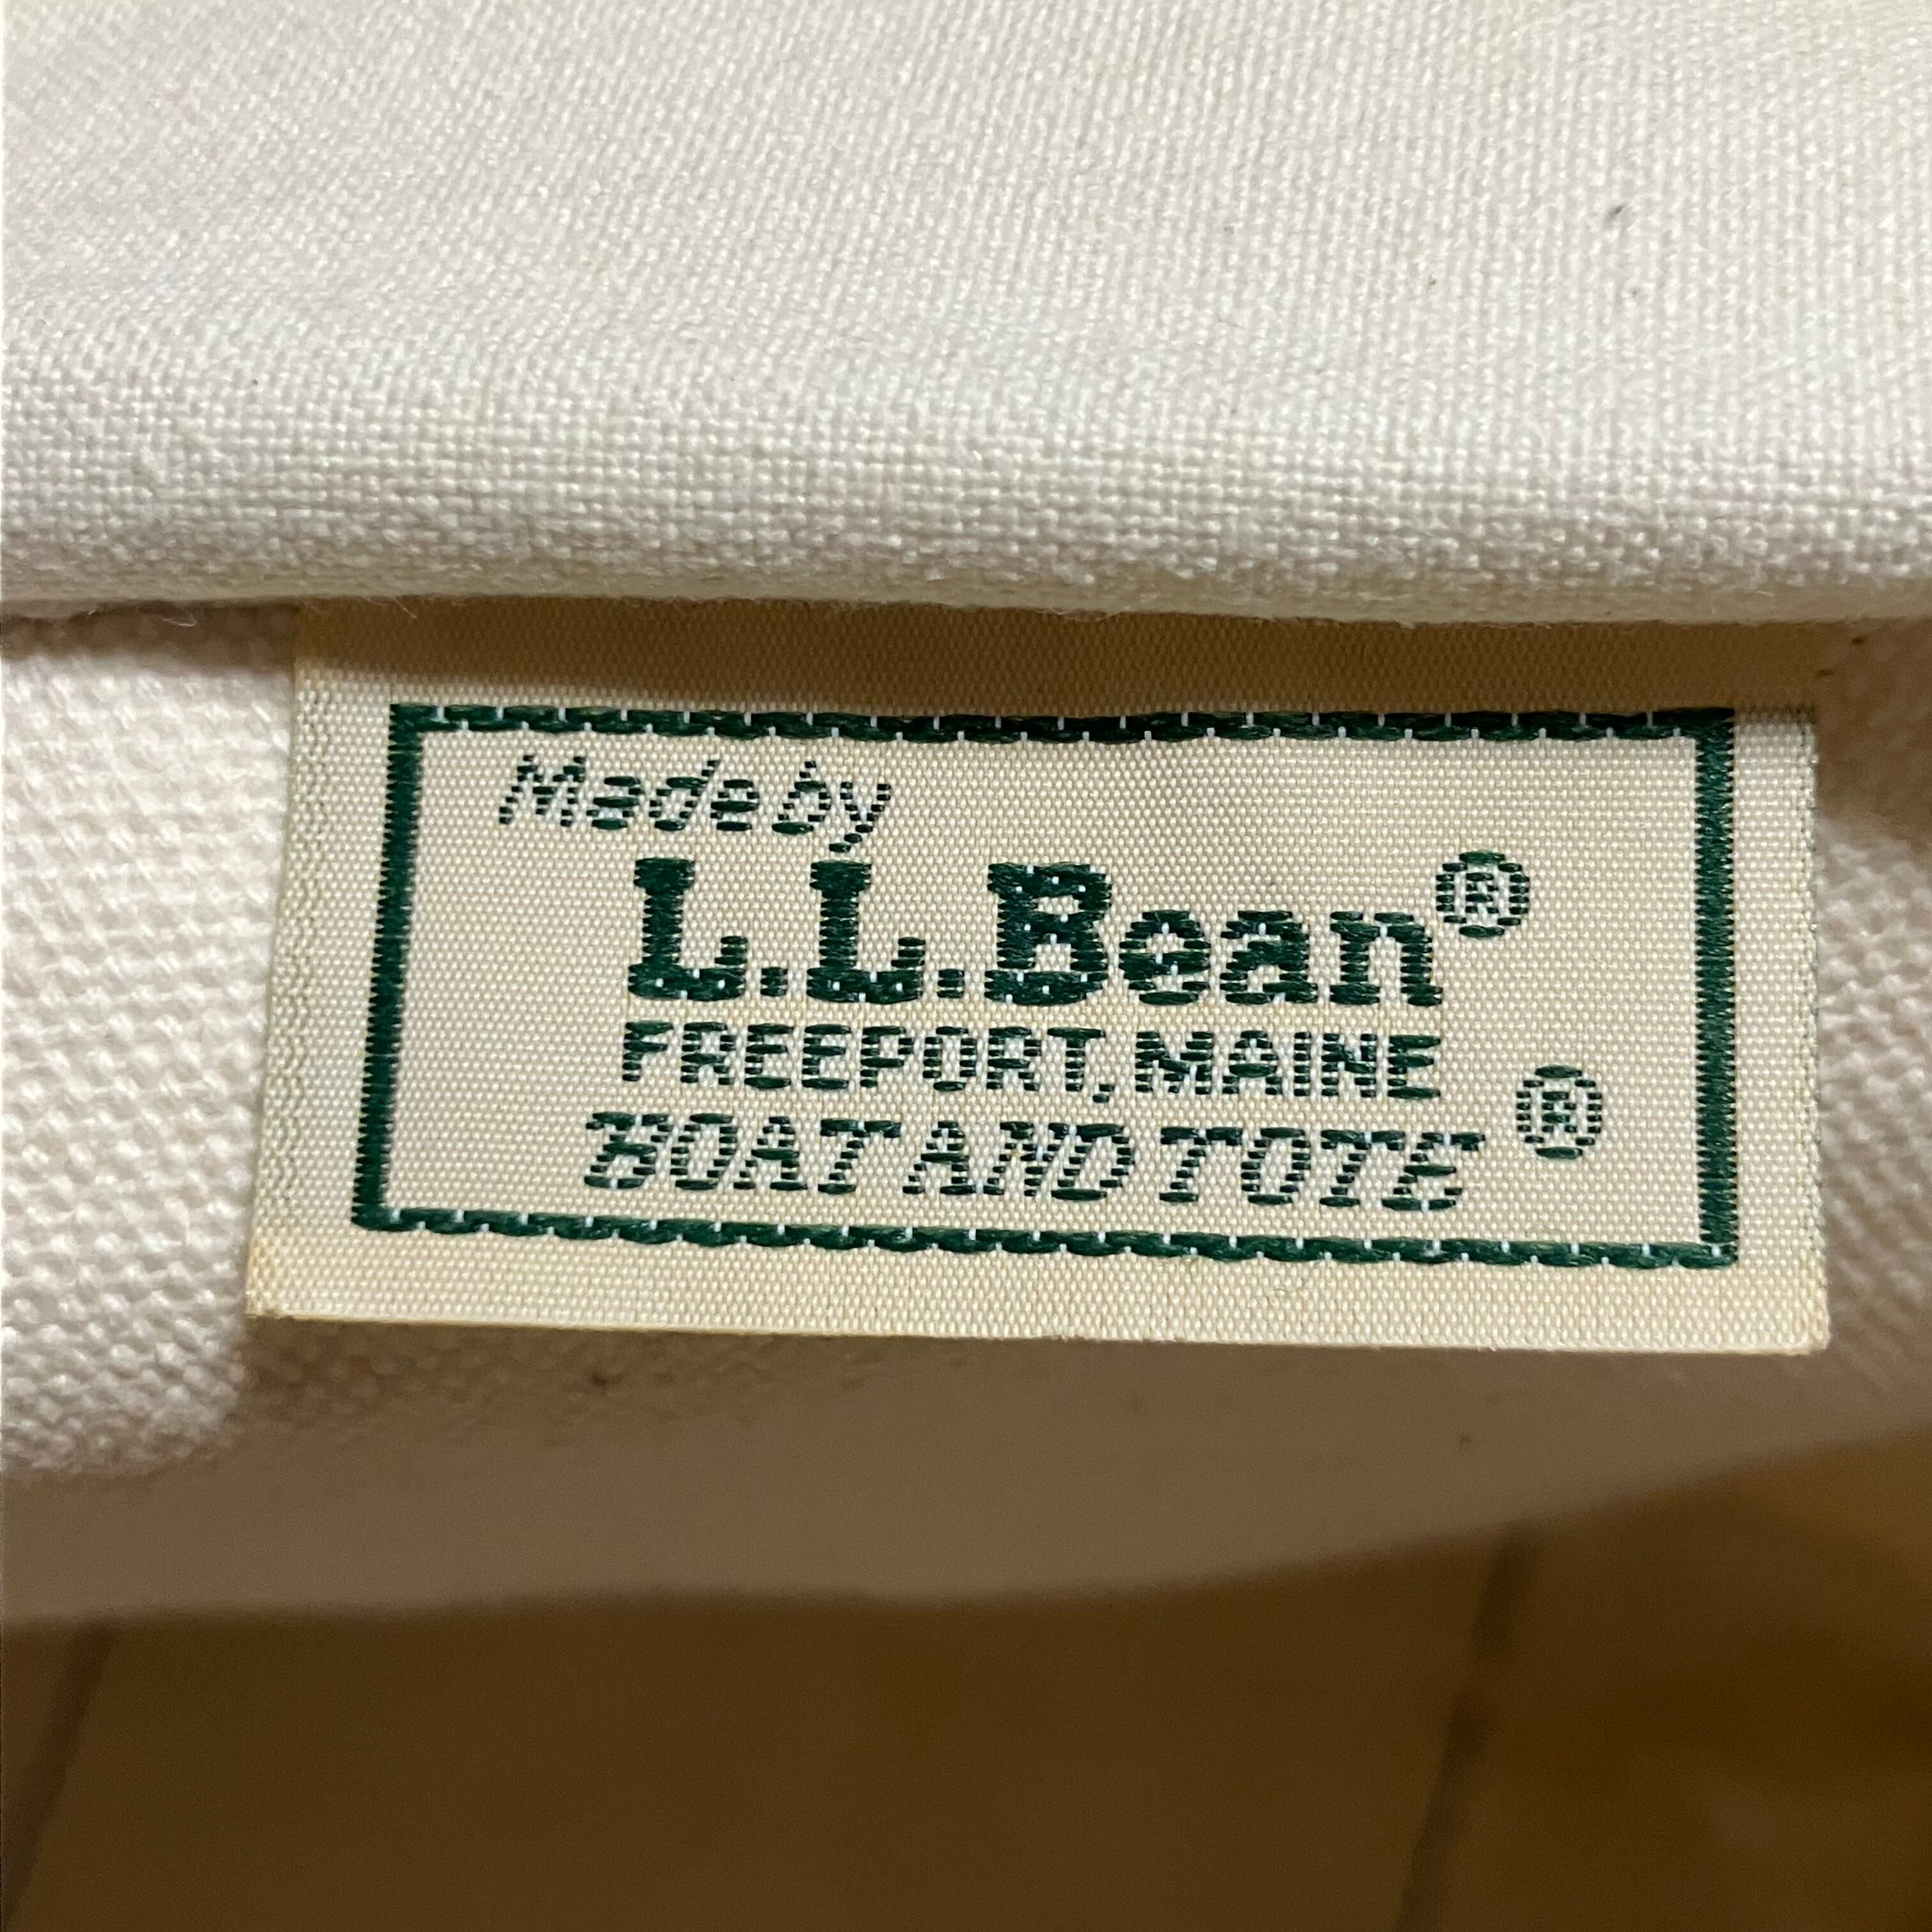 Made by
L.L.Bean®
FREEPORT, MAINE
BOAT AND TOTE ®